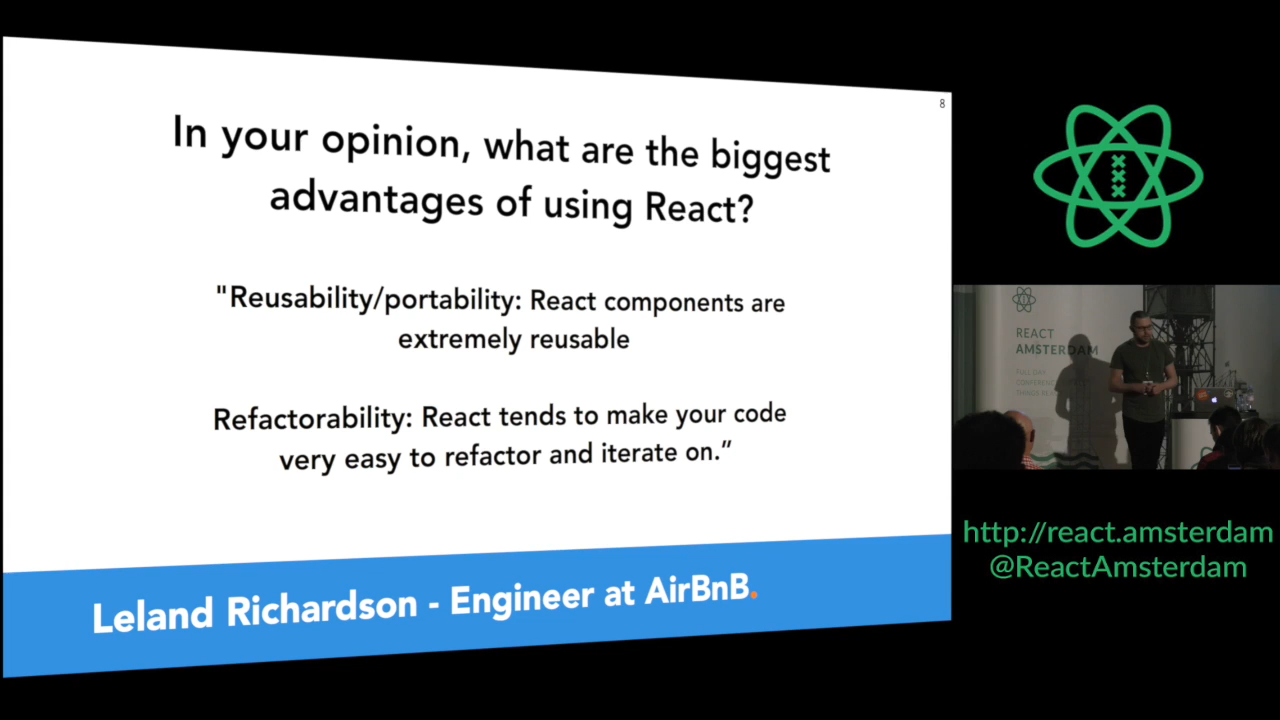 8
In your opinion, what are the biggest
advantages of using React?
"Reusability/portability: React components are
extremely reusable
Refactorability: React tends to make your code
very easy to refactor and iterate on.”
Leland Richardson - Engineer at AirBnB.
REACT
AMSTERDAM
FULL DAY
http://react.amsterdam
@ReactAmsterdam